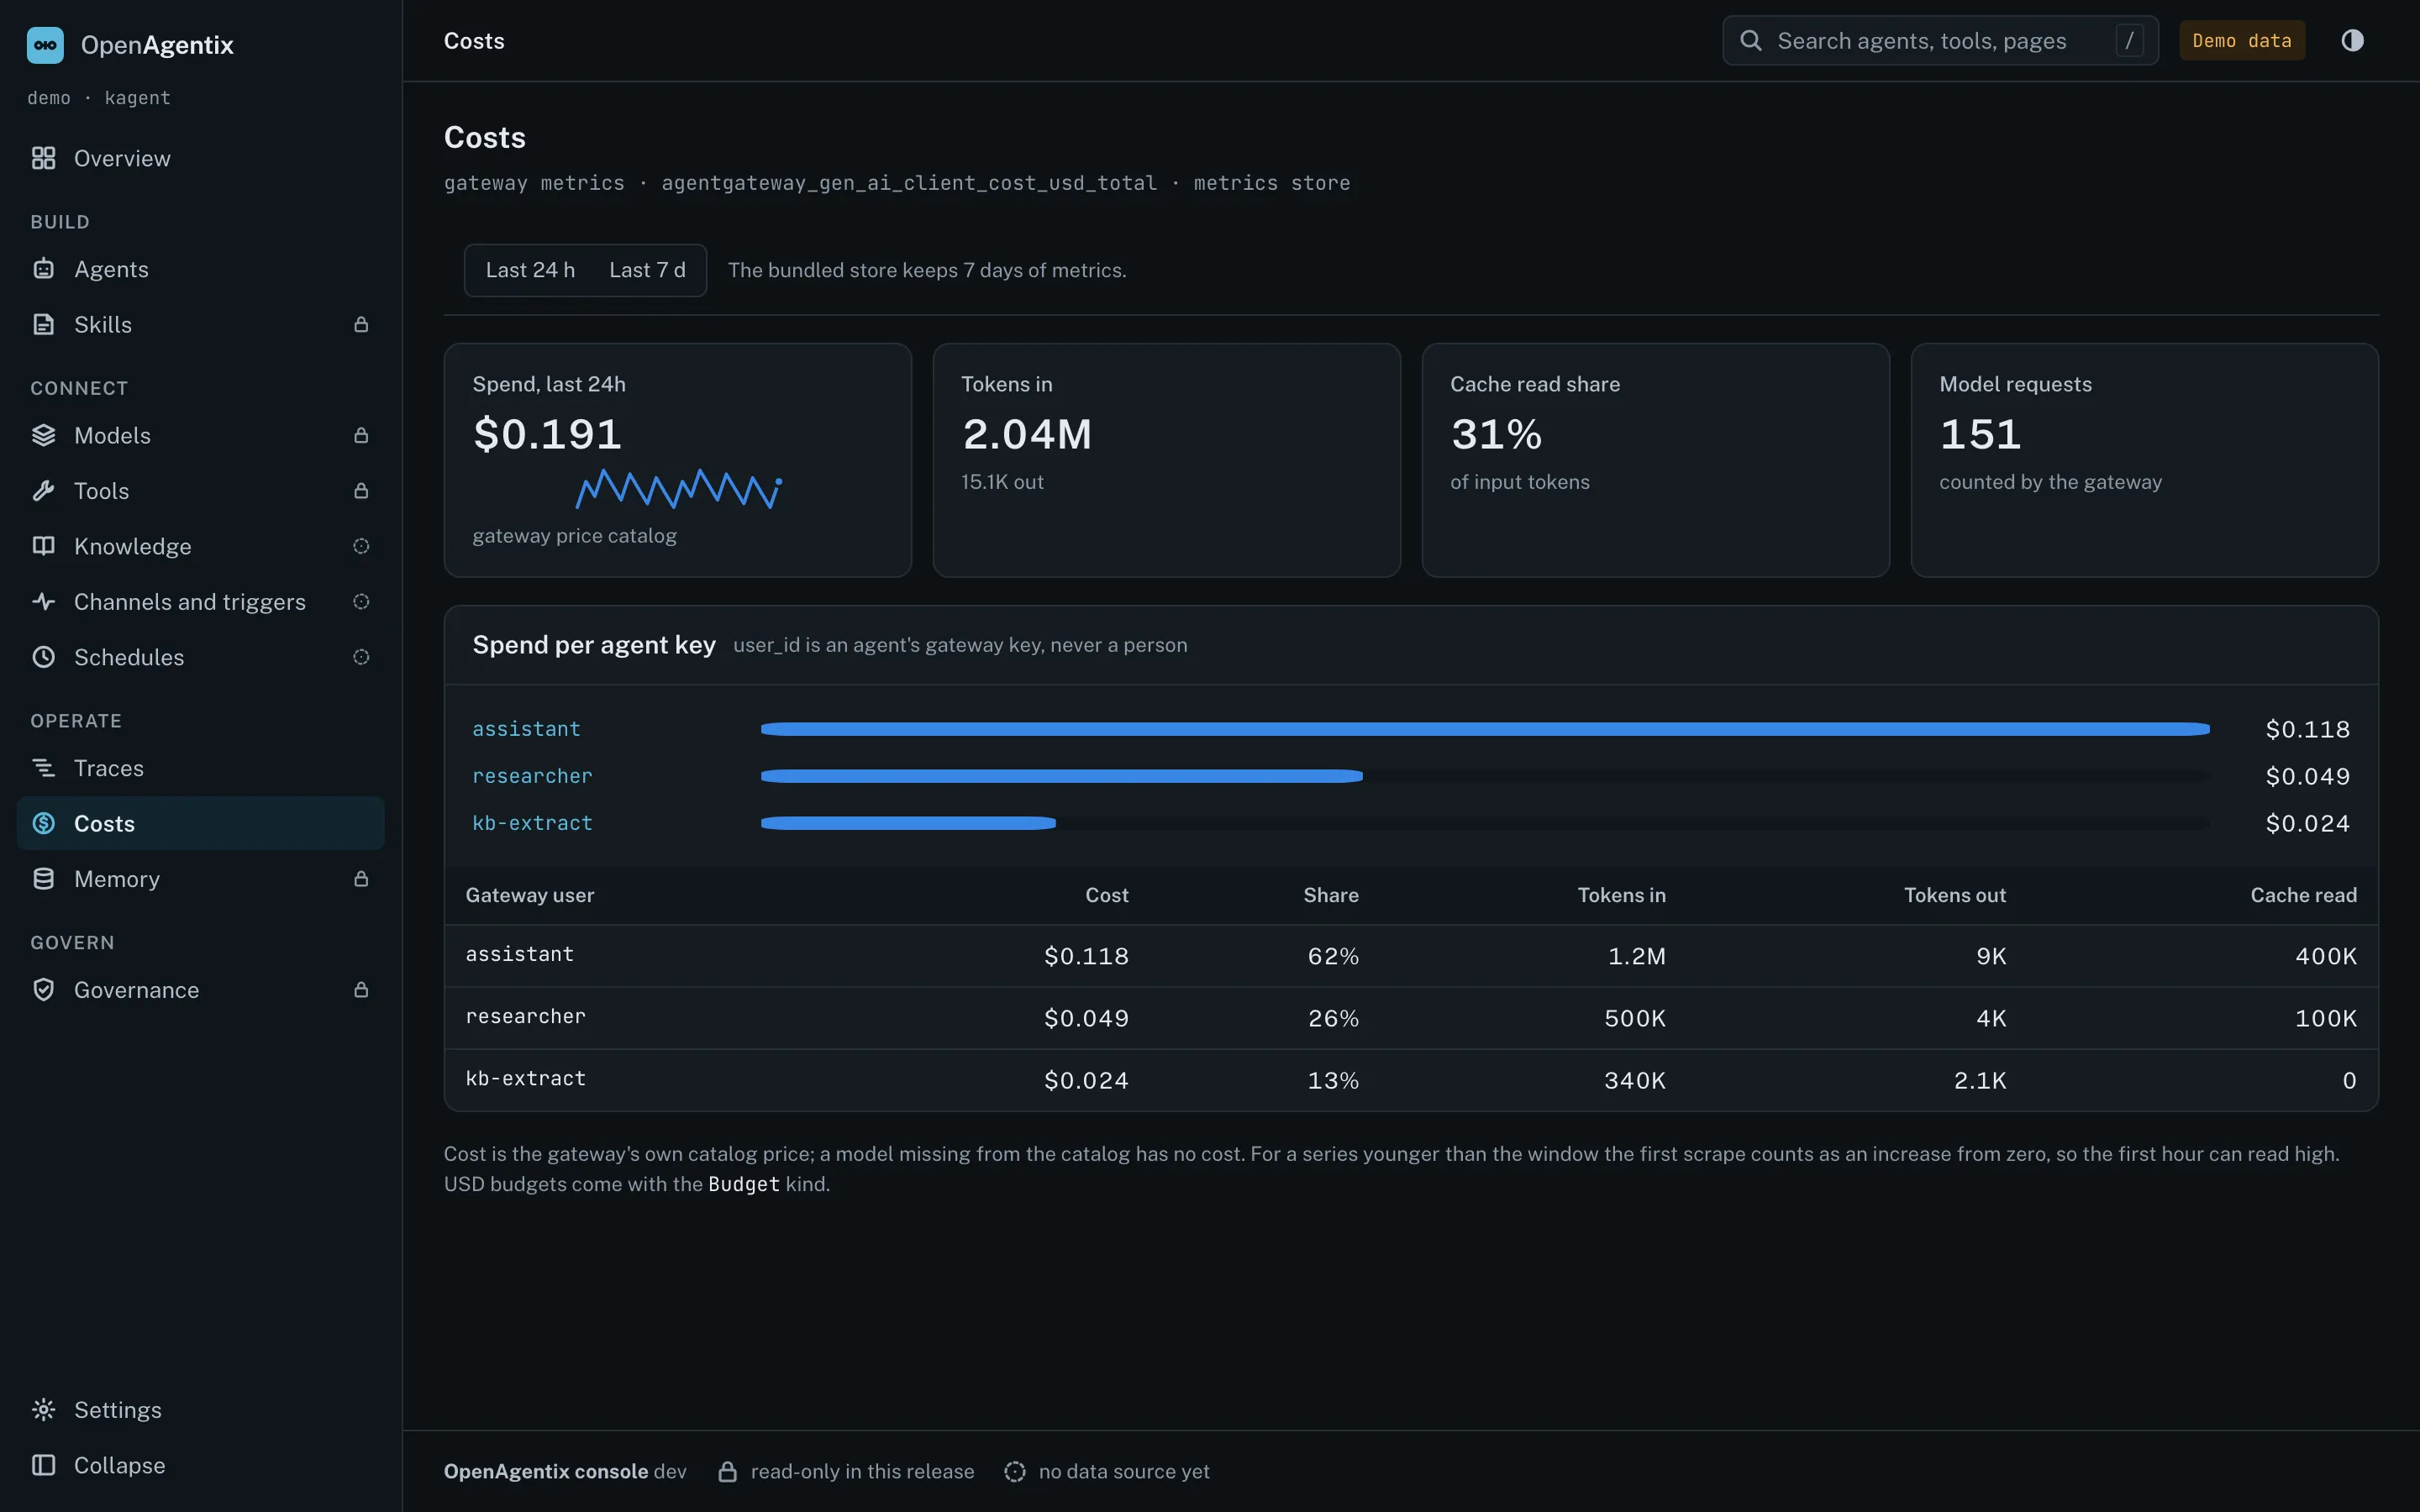 OpenAgentix
demo · kagent
Overview
BUILD
Agents
Skills
CONNECT
Models
Tools
Knowledge
Channels and triggers
Schedules
OPERATE
Traces
Costs
Memory
GOVERN
Governance
Settings
Collapse
Costs
Search agents, tools, pages /
Demo data
Costs
gateway metrics · agentgateway_gen_ai_client_cost_usd_total · metrics store
Last 24 h Last 7 d The bundled store keeps 7 days of metrics.
Spend, last 24h
$0.191
gateway price catalog
Tokens in
2.04M
15.1K out
Cache read share
31%
of input tokens
Model requests
151
counted by the gateway
Spend per agent key user_id is an agent's gateway key, never a person
assistant $0.118
researcher $0.049
kb-extract $0.024
Gateway user Cost Share Tokens in Tokens out Cache read
assistant $0.118 62% 1.2M 9K 400K
researcher $0.049 26% 500K 4K 100K
kb-extract $0.024 13% 340K 2.1K 0
Cost is the gateway's own catalog price; a model missing from the catalog has no cost. For a series younger than the window the first scrape counts as an increase from zero, so the first hour can read high.
USD budgets come with the Budget kind.
OpenAgentix console dev read-only in this release no data source yet